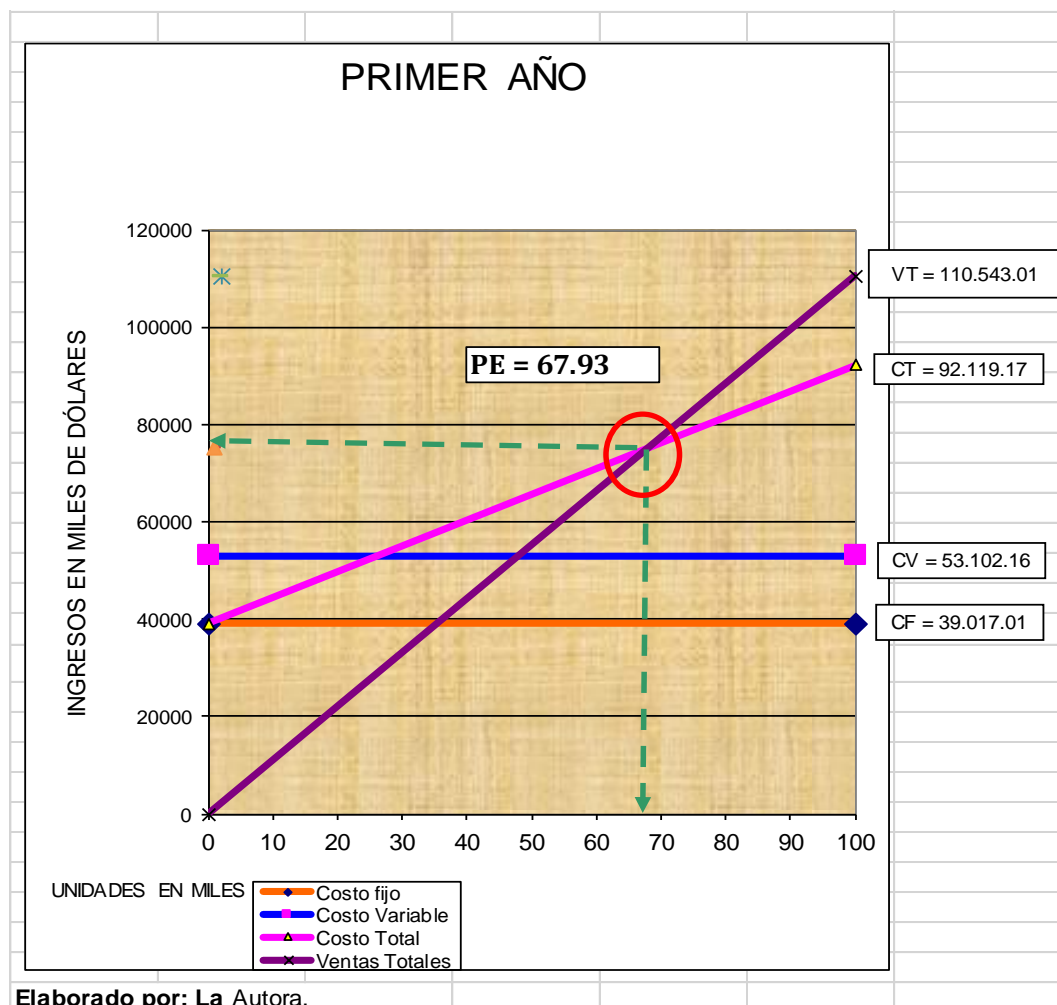 PRIMER AÑO
INGRESOS EN MILES DE DÓLARES
120000
100000
80000
60000
40000
20000
0
0 10 20 30 40 50 60 70 80 90 100
PE = 67.93
VT = 110.543.01
CT = 92.119.17
CV = 53.102.16
CF = 39.017.01
UNIDADES EN MILES
Costo fijo
Costo Variable
Costo Total
Ventas Totales
Elaborado por: La Autora.